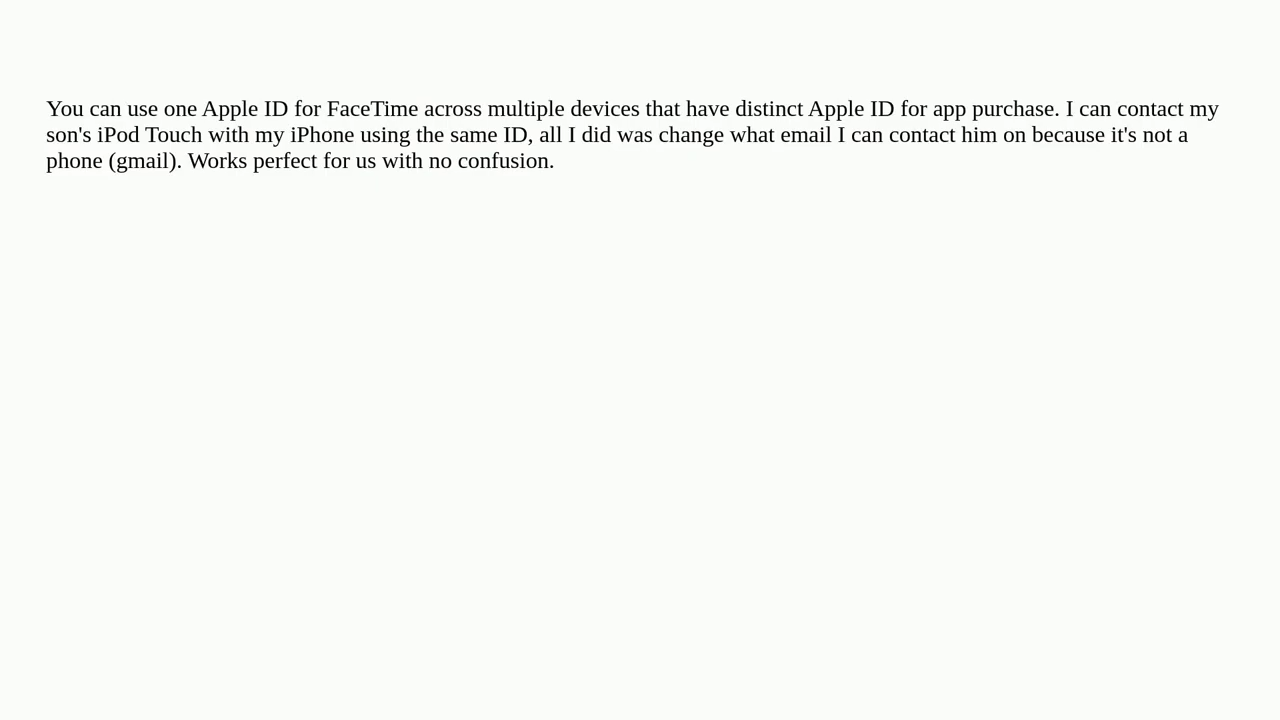 You can use one Apple ID for FaceTime across multiple devices that have distinct Apple ID for app purchase. I can contact my
son's iPod Touch with my iPhone using the same ID, all I did was change what email I can contact him on because it's not a
phone (gmail). Works perfect for us with no confusion.